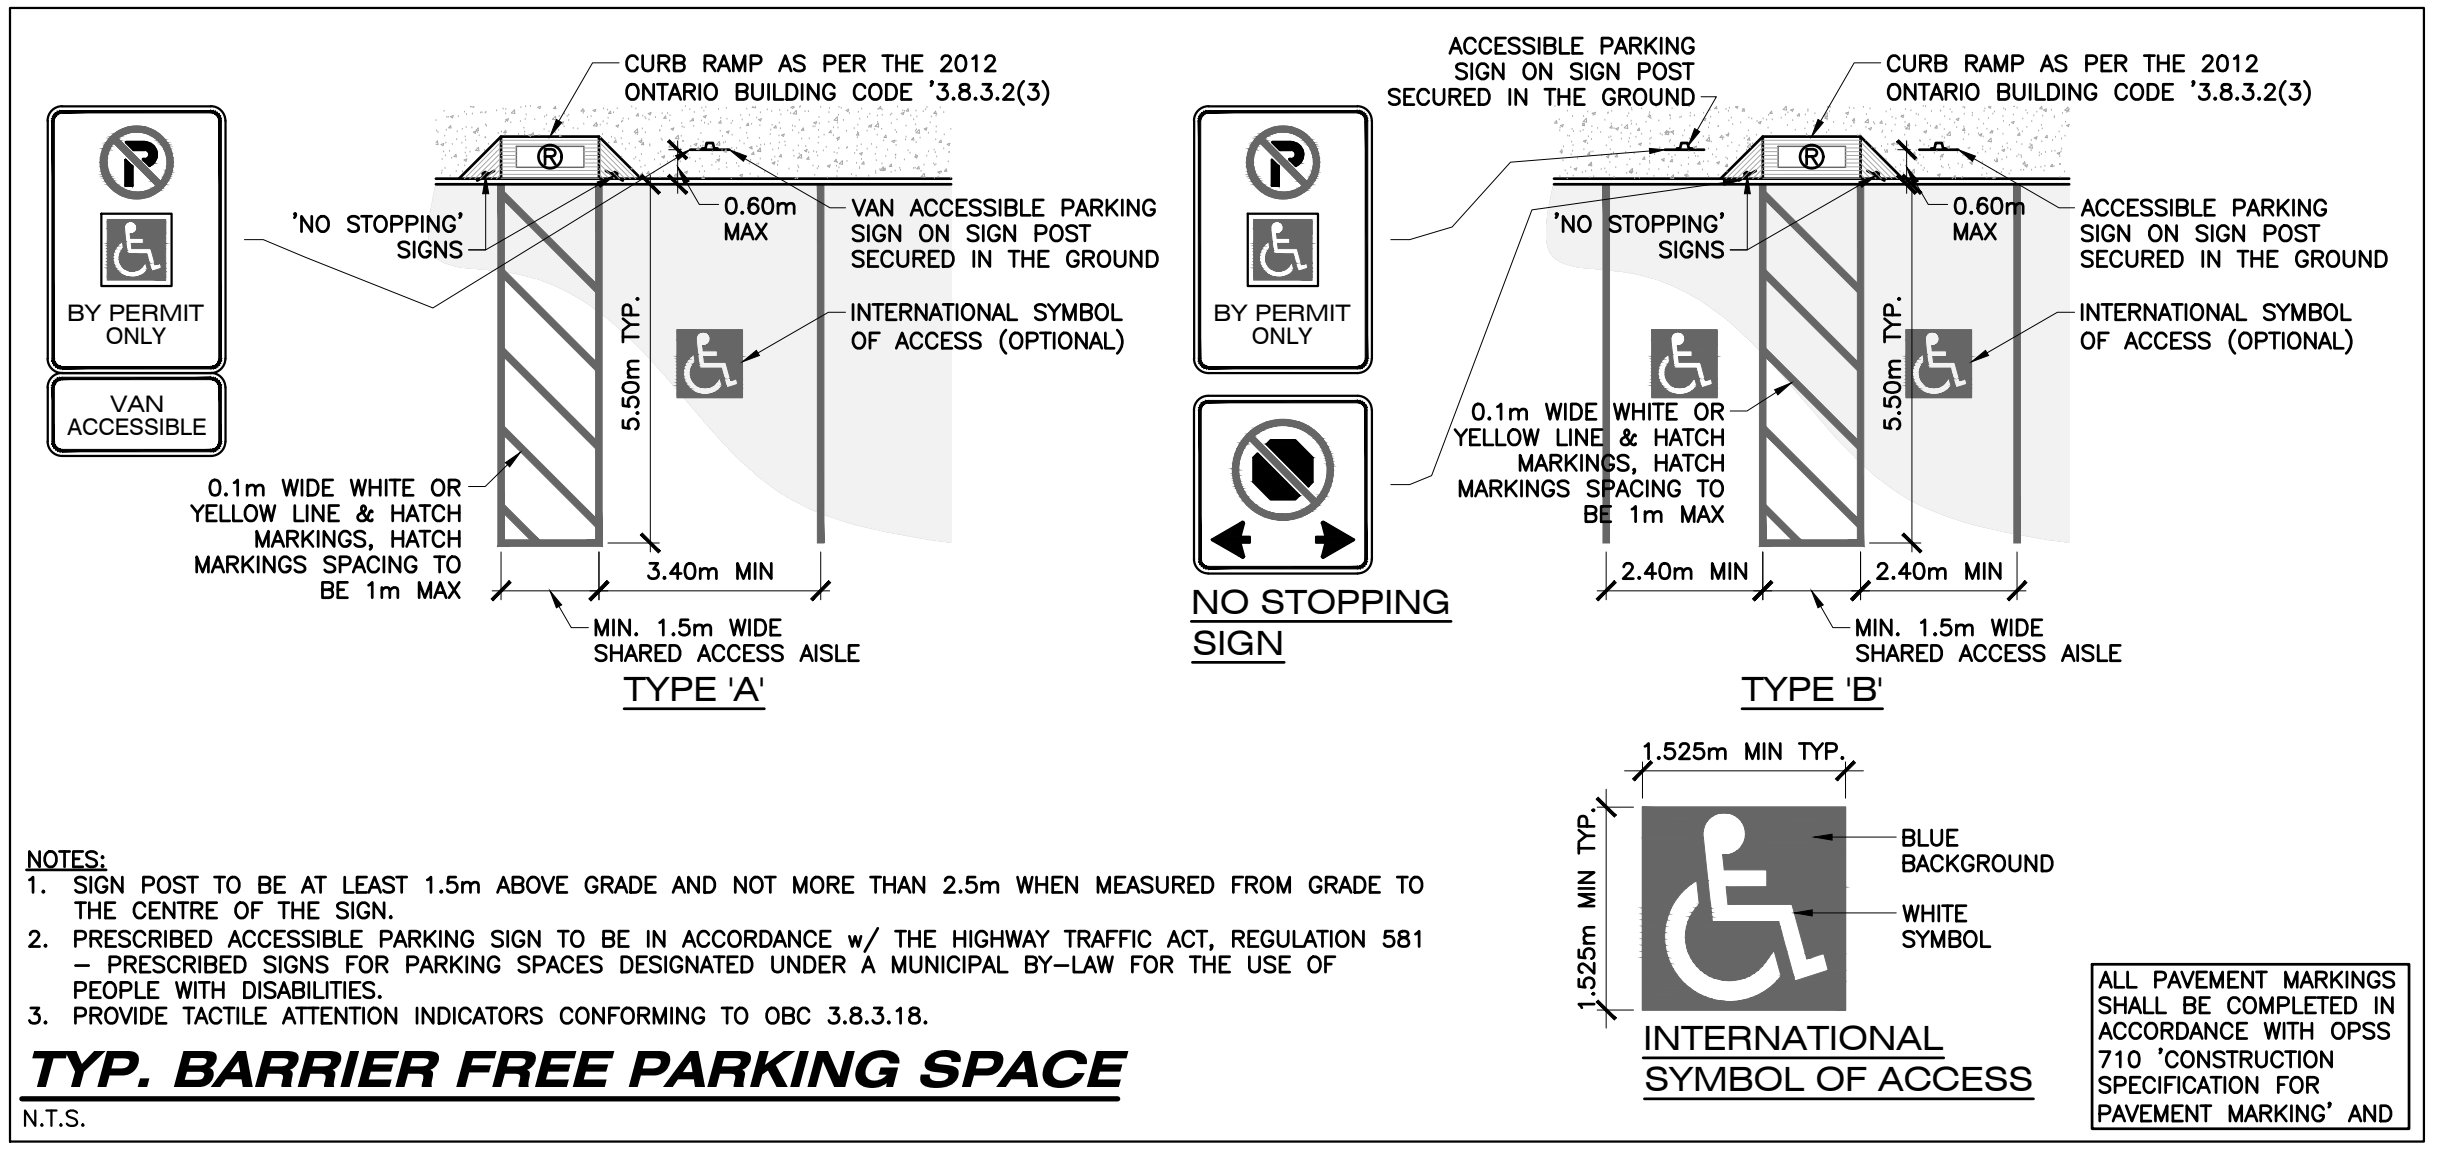 CURB RAMP AS PER THE 2012
ONTARIO BUILDING CODE '3.8.3.2(3)
P
BY PERMIT
ONLY
VAN
ACCESSIBLE
R
'NO STOPPING'
SIGNS
0.60m
MAX
VAN ACCESSIBLE PARKING
SIGN ON SIGN POST
SECURED IN THE GROUND
INTERNATIONAL SYMBOL
OF ACCESS (OPTIONAL)
5.50m TYP.
0.1m WIDE WHITE OR
YELLOW LINE & HATCH
MARKINGS, HATCH
MARKINGS SPACING TO
BE 1m MAX
3.40m MIN
MIN. 1.5m WIDE
SHARED ACCESS AISLE
TYPE 'A'
ACCESSIBLE PARKING
SIGN ON SIGN POST
SECURED IN THE GROUND
CURB RAMP AS PER THE 2012
ONTARIO BUILDING CODE '3.8.3.2(3)
P
BY PERMIT
ONLY
NO STOPPING
SIGN
R
'NO STOPPING'
SIGNS
0.60m
MAX
ACCESSIBLE PARKING
SIGN ON SIGN POST
SECURED IN THE GROUND
INTERNATIONAL SYMBOL
OF ACCESS (OPTIONAL)
5.50m TYP.
0.1m WIDE WHITE OR
YELLOW LINE & HATCH
MARKINGS, HATCH
MARKINGS SPACING TO
BE 1m MAX
2.40m MIN
2.40m MIN
MIN. 1.5m WIDE
SHARED ACCESS AISLE
TYPE 'B'
1.525m MIN TYP.
1.525m MIN TYP.
BLUE
BACKGROUND
WHITE
SYMBOL
INTERNATIONAL
SYMBOL OF ACCESS
NOTES:
1. SIGN POST TO BE AT LEAST 1.5m ABOVE GRADE AND NOT MORE THAN 2.5m WHEN MEASURED FROM GRADE TO
THE CENTRE OF THE SIGN.
2. PRESCRIBED ACCESSIBLE PARKING SIGN TO BE IN ACCORDANCE w/ THE HIGHWAY TRAFFIC ACT, REGULATION 581
– PRESCRIBED SIGNS FOR PARKING SPACES DESIGNATED UNDER A MUNICIPAL BY–LAW FOR THE USE OF
PEOPLE WITH DISABILITIES.
3. PROVIDE TACTILE ATTENTION INDICATORS CONFORMING TO OBC 3.8.3.18.
TYP. BARRIER FREE PARKING SPACE
N.T.S.
ALL PAVEMENT MARKINGS
SHALL BE COMPLETED IN
ACCORDANCE WITH OPSS
710 'CONSTRUCTION
SPECIFICATION FOR
PAVEMENT MARKING' AND